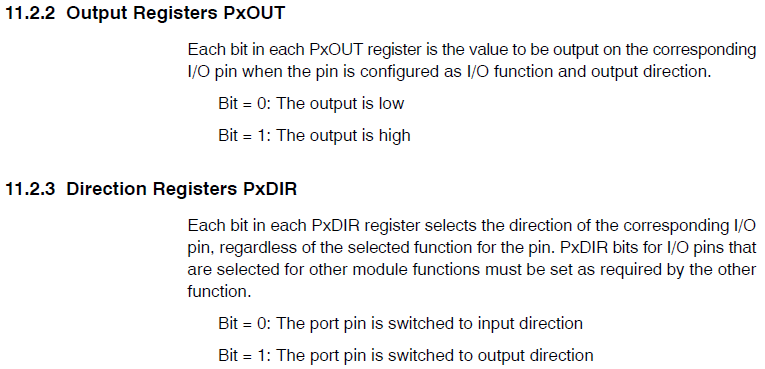 11.2.2 Output Registers PxOUT
Each bit in each PxOUT register is the value to be output on the corresponding
I/O pin when the pin is configured as I/O function and output direction.
Bit = 0: The output is low
Bit = 1: The output is high
11.2.3 Direction Registers PxDIR
Each bit in each PxDIR register selects the direction of the corresponding I/O
pin, regardless of the selected function for the pin. PxDIR bits for I/O pins that
are selected for other module functions must be set as required by the other
function.
Bit = 0: The port pin is switched to input direction
Bit = 1: The port pin is switched to output direction